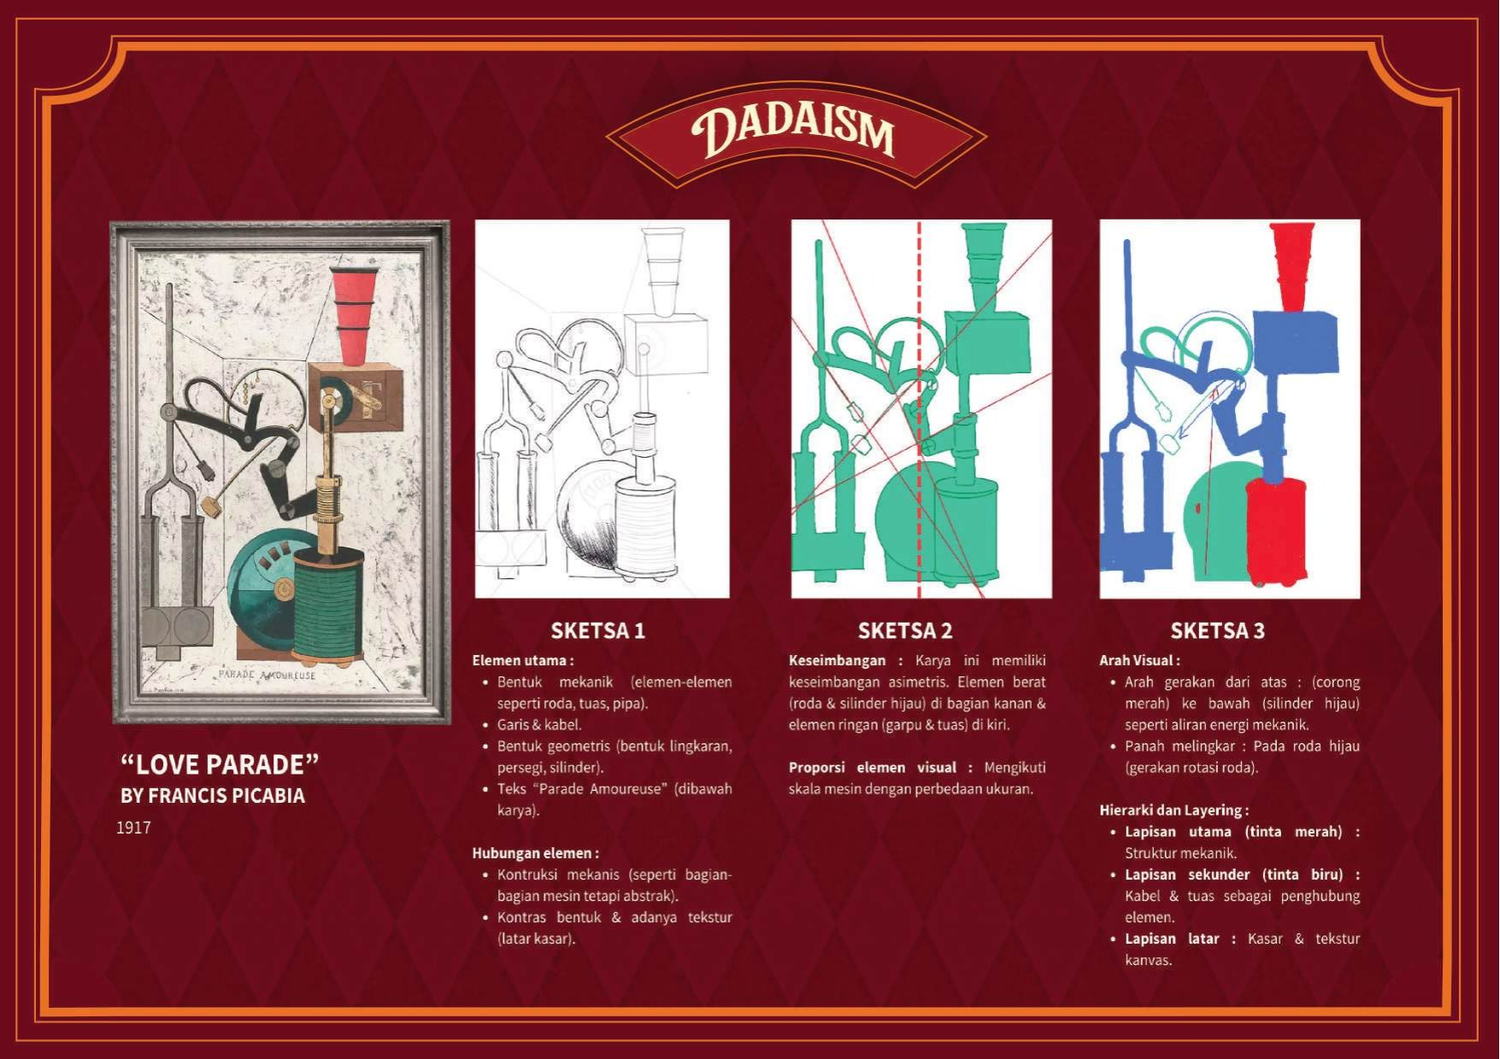 DADAISM
PARADE AMOUREUSE
“LOVE PARADE”
BY FRANCIS PICABIA
1917
SKETSA 1
Elemen utama :
• Bentuk mekanik (elemen-elemen
seperti roda, tuas, pipa).
• Garis & kabel.
• Bentuk geometris (bentuk lingkaran,
persegi, silinder).
• Teks “Parade Amoureuse” (dibawah
karya).
Hubungan elemen :
• Kontruksi mekanis (seperti bagian-
bagian mesin tetapi abstrak).
• Kontras bentuk & adanya tekstur
(latar kasar).
SKETSA 2
Keseimbangan : Karya ini memiliki
keseimbangan asimetris. Elemen berat
(roda & silinder hijau) di bagian kanan &
elemen ringan (garpu & tuas) di kiri.
Proporsi elemen visual : Mengikuti
skala mesin dengan perbedaan ukuran.
SKETSA 3
Arah Visual :
• Arah gerakan dari atas : (corong
merah) ke bawah (silinder hijau)
seperti aliran energi mekanik.
• Panah melingkar : Pada roda hijau
(gerakan rotasi roda).
Hierarki dan Layering :
• Lapisan utama (tinta merah) :
Struktur mekanik.
• Lapisan sekunder (tinta biru) :
Kabel & tuas sebagai penghubung
elemen.
• Lapisan latar : Kasar & tekstur
kanvas.